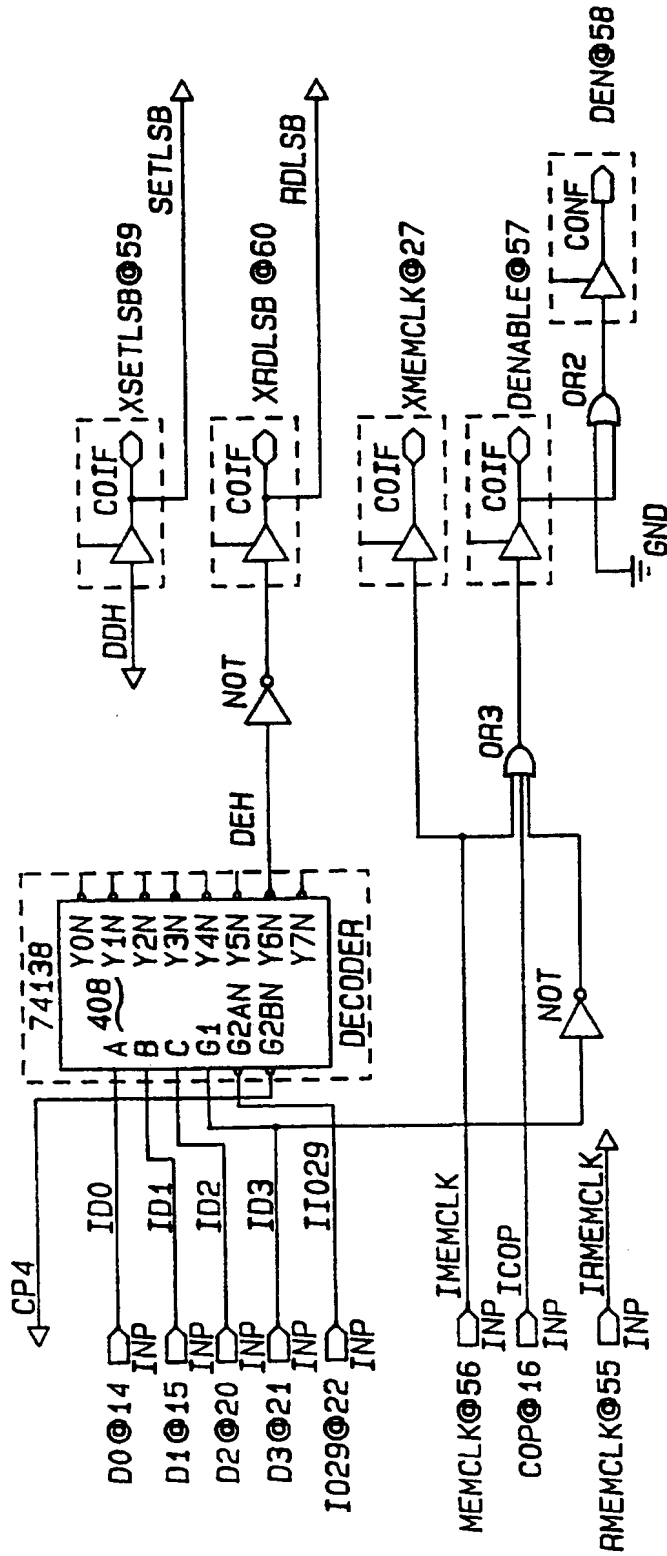 CP4
D0@14
INP
ID0
D1@15
INP
ID1
D2@20
INP
ID2
D3@21
INP
ID3
IO29@22
INP
IIO29
74138
408
A
B
C
G1
G2AN
G2BN
Y0N
Y1N
Y2N
Y3N
Y4N
Y5N
Y6N
Y7N
DECODER
DEH
NOT
DDH
COIF
XSETLSB@59
SETLSB
COIF
XRDLSB @60
RDLSB
MEMCLK@56
INP
IMEMCLK
COP@16
INP
ICOP
RMEMCLK@55
INP
IRMEMCLK
NOT
OR3
COIF
XMEMCLK@27
COIF
DENABLE@57
GND
OR2
CONF
DEN@58